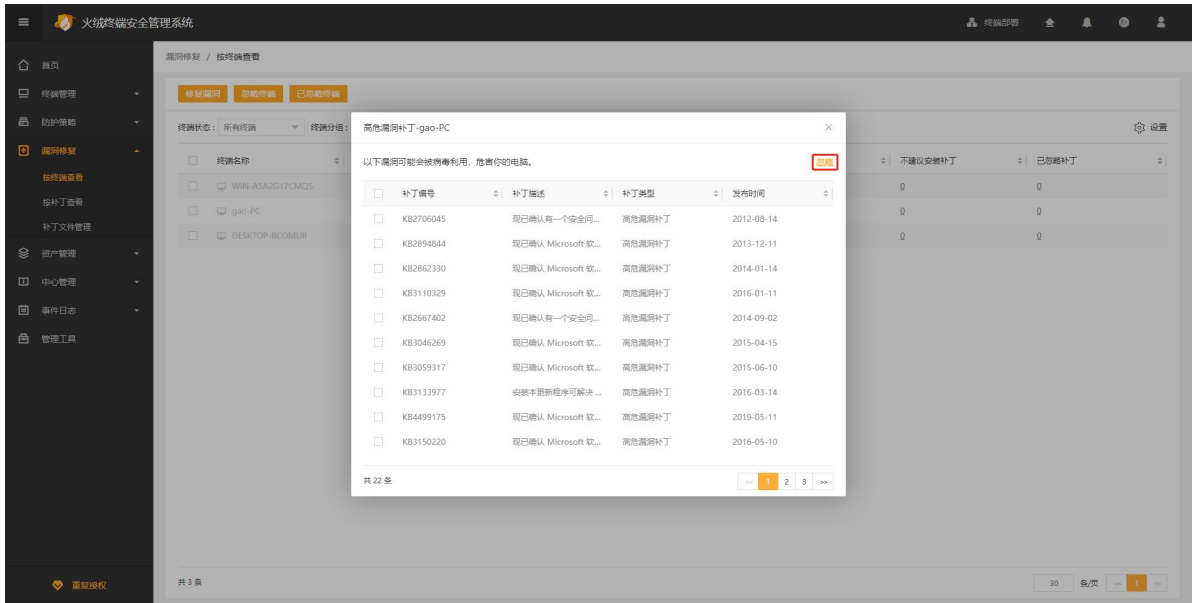 火绒终端安全管理系统
终端部署
首页
终端管理
防护策略
漏洞修复
按终端查看
按补丁查看
补丁文件管理
资产管理
中心管理
事件日志
管理工具
重复授权
漏洞修复 / 按终端查看
修复漏洞 忽略终端 已忽略终端
终端状态： 所有终端 终端分组： 设置
终端名称 不建议安装补丁 已忽略补丁
WIN-ASA2G17CMQS 0 0
gao-PC 0 0
DESKTOP-BCOMUII 0 0
高危漏洞补丁-gao-PC ×
以下漏洞可能会被病毒利用，危害你的电脑。 忽略
补丁编号 补丁描述 补丁类型 发布时间
KB2706045 现已确认有一个安全问... 高危漏洞补丁 2012-08-14
KB2894844 现已确认 Microsoft 软... 高危漏洞补丁 2013-12-11
KB2862330 现已确认 Microsoft 软... 高危漏洞补丁 2014-01-14
KB3110329 现已确认 Microsoft 软... 高危漏洞补丁 2016-01-11
KB2667402 现已确认有一个安全问... 高危漏洞补丁 2014-09-02
KB3046269 现已确认 Microsoft 软... 高危漏洞补丁 2015-04-15
KB3059317 现已确认 Microsoft 软... 高危漏洞补丁 2015-06-10
KB3133977 安装本更新程序可解决 ... 高危漏洞补丁 2016-03-14
KB4499175 现已确认 Microsoft 软... 高危漏洞补丁 2019-05-11
KB3150220 现已确认 Microsoft 软... 高危漏洞补丁 2016-05-10
共 22 条 << 1 2 3 >>
共 3 条 30 条/页 << 1 >>